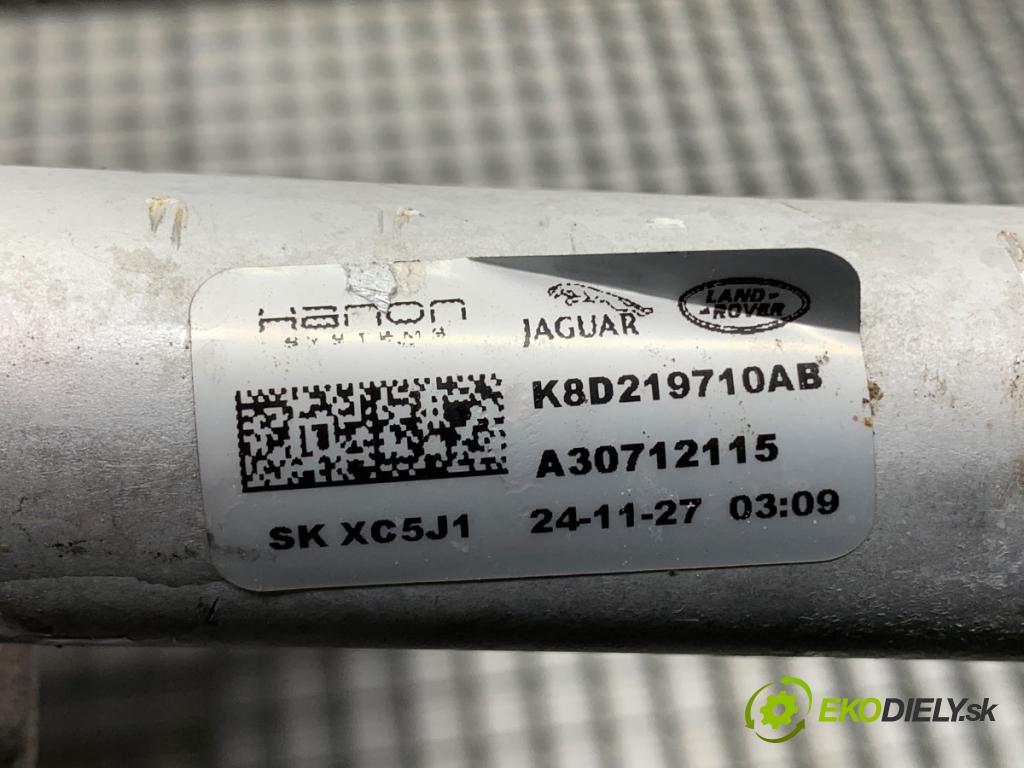 Hanon
SYSTEMS
JAGUAR
LAND
ROVER
K8D219710AB
A30712115
SK XC5J1
24-11-27 03:09
EKODIELY.sk